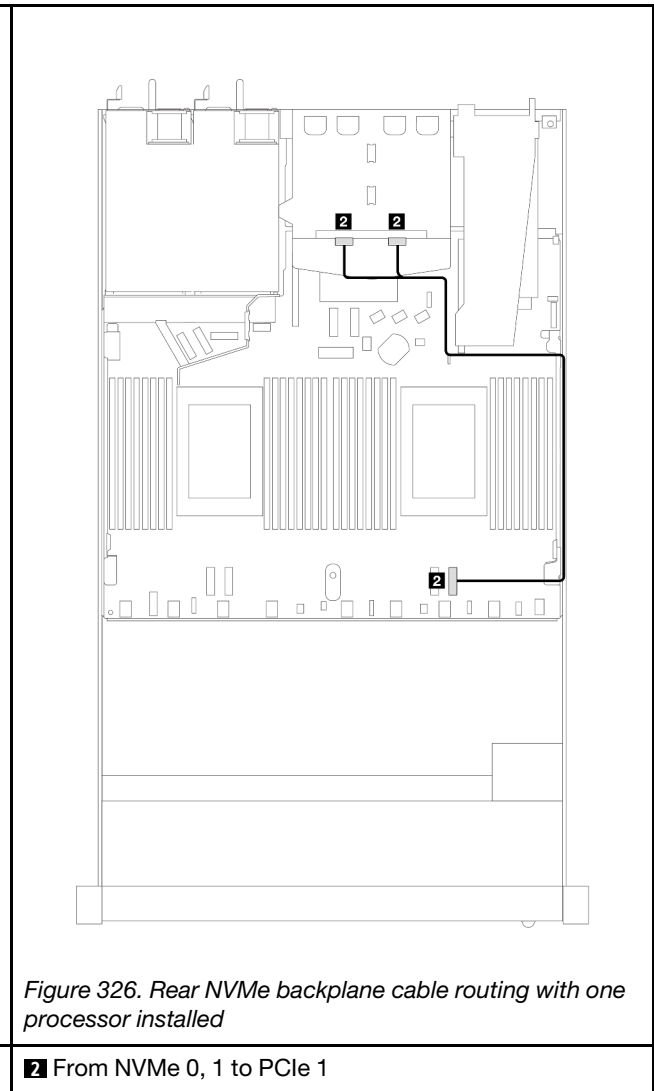 2 2
2
Figure 326. Rear NVMe backplane cable routing with one
processor installed
2 From NVMe 0, 1 to PCIe 1